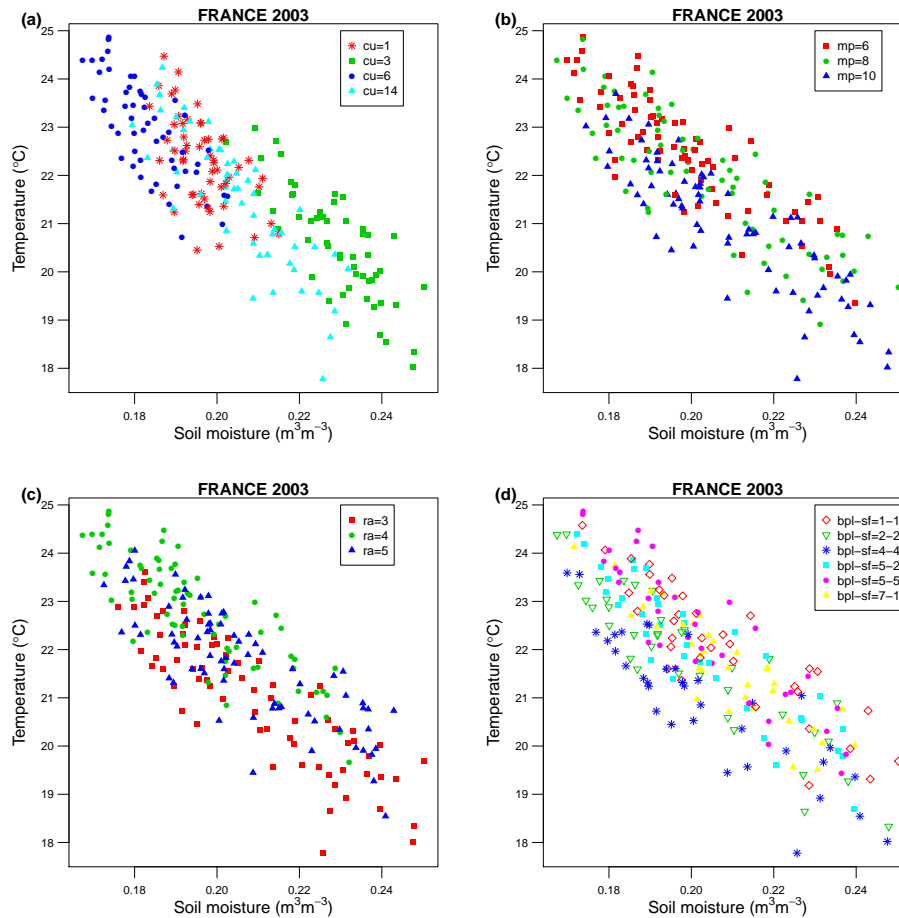 (a)
FRANCE 2003
cu=1
cu=3
cu=6
cu=14
25
24
23
22
21
20
19
18
Temperature (°C)
0.18
0.20
0.22
0.24
Soil moisture (m³m⁻³)
(b)
FRANCE 2003
mp=6
mp=8
mp=10
25
24
23
22
21
20
19
18
Temperature (°C)
0.18
0.20
0.22
0.24
Soil moisture (m³m⁻³)
(c)
FRANCE 2003
ra=3
ra=4
ra=5
25
24
23
22
21
20
19
18
Temperature (°C)
0.18
0.20
0.22
0.24
Soil moisture (m³m⁻³)
(d)
FRANCE 2003
bpl−sf=1−1
bpl−sf=2−2
bpl−sf=4−4
bpl−sf=5−2
bpl−sf=5−5
bpl−sf=7−1
25
24
23
22
21
20
19
18
Temperature (°C)
0.18
0.20
0.22
0.24
Soil moisture (m³m⁻³)